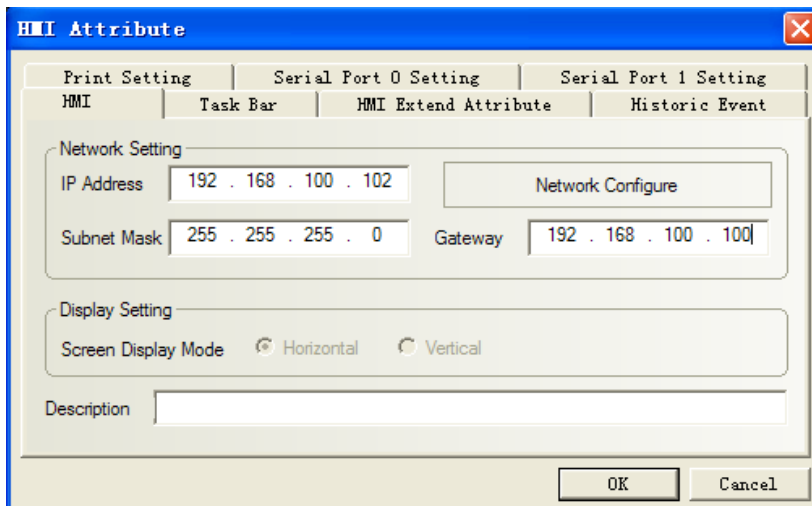 HMI Attribute
Print Setting Serial Port 0 Setting Serial Port 1 Setting
HMI Task Bar HMI Extend Attribute Historic Event
Network Setting
IP Address 192 . 168 . 100 . 102 Network Configure
Subnet Mask 255 . 255 . 255 . 0 Gateway 192 . 168 . 100 . 100
Display Setting
Screen Display Mode Horizontal Vertical
Description
OK Cancel